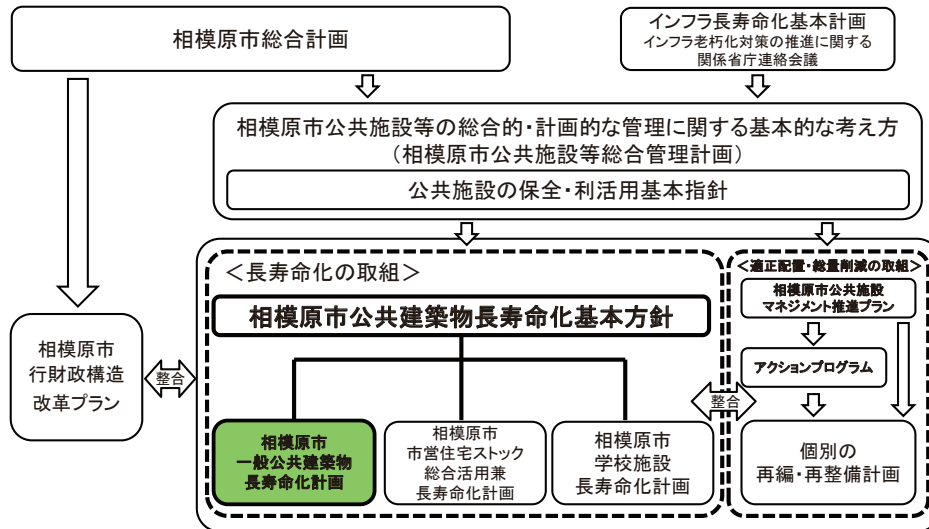 相模原市総合計画
インフラ長寿命化基本計画
インフラ老朽化対策の推進に関する
関係省庁連絡会議
相模原市公共施設等の総合的・計画的な管理に関する基本的な考え方
（相模原市公共施設等総合管理計画）
公共施設の保全・利活用基本指針
＜長寿命化の取組＞
相模原市公共建築物長寿命化基本方針
＜適正配置・総量削減の取組＞
相模原市公共施設
マネジメント推進プラン
アクションプログラム
相模原市
行財政構造
改革プラン
整合
整合
相模原市
一般公共建築物
長寿命化計画
相模原市
市営住宅ストック
総合活用兼
長寿命化計画
相模原市
学校施設
長寿命化計画
個別の
再編・再整備計画